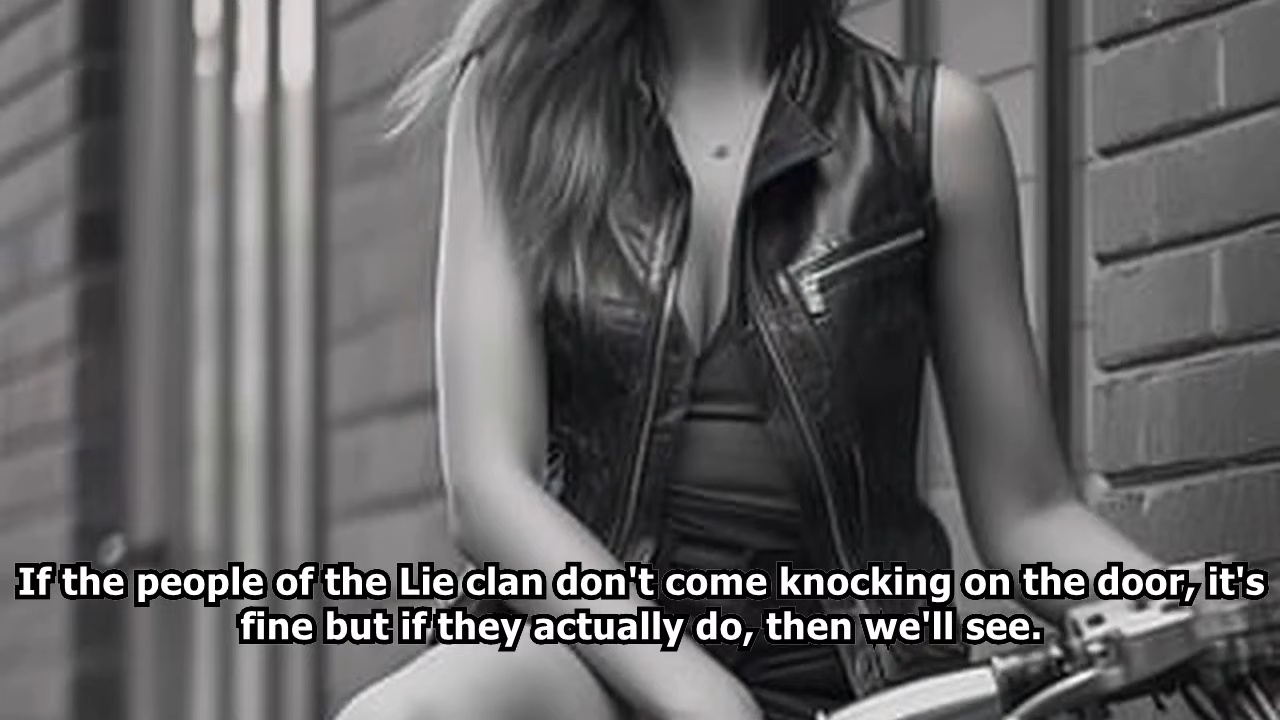 If the people of the Lie clan don't come knocking on the door, it's
fine but if they actually do, then we'll see.